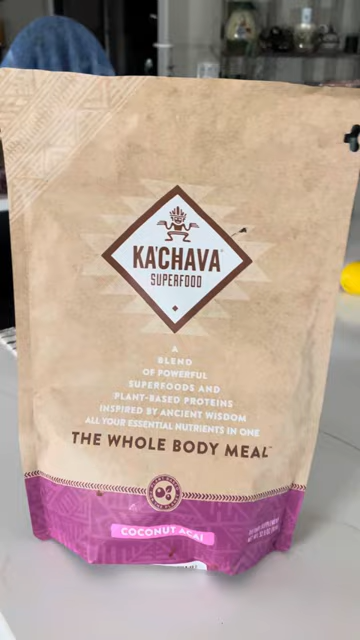 KA'CHAVA
SUPERFOOD
A
BLEND
OF POWERFUL
SUPERFOODS AND
PLANT-BASED PROTEINS
INSPIRED BY ANCIENT WISDOM
ALL YOUR ESSENTIAL NUTRIENTS IN ONE
THE WHOLE BODY MEAL™
COCONUT ACAI